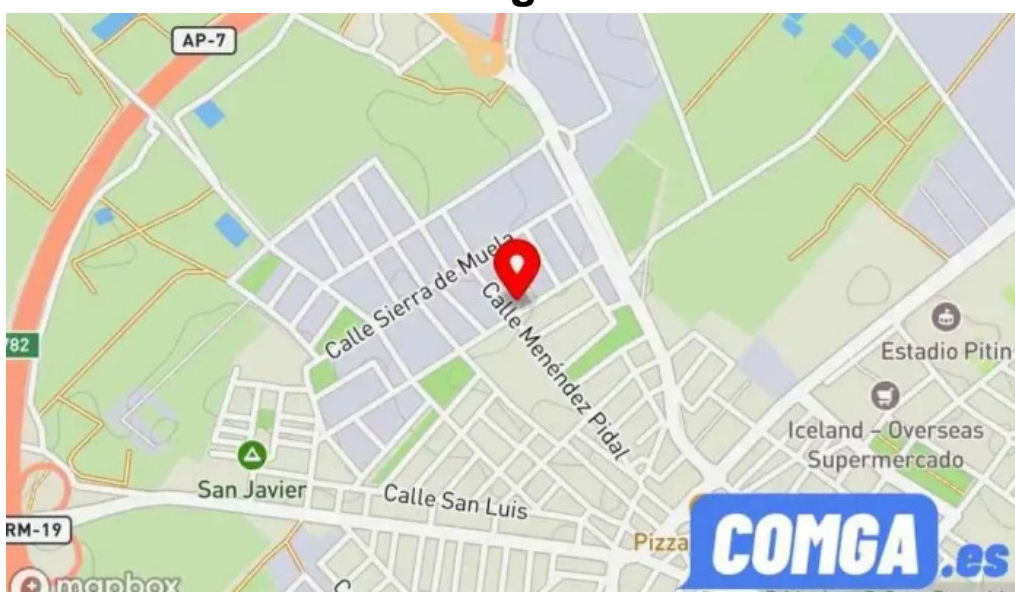 AP-7
Calle Sierra de Muela
Calle Menéndez Pidal
782
Estadio Pitin
Iceland – Overseas
Supermercado
San Javier
Calle San Luis
RM-19
Pizza
COMGA.es
mapbox